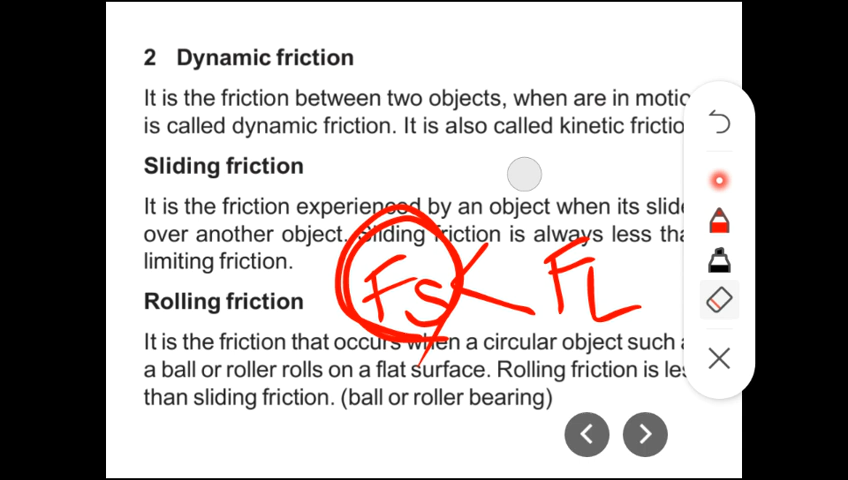 2 Dynamic friction
It is the friction between two objects, when are in motio
is called dynamic friction. It is also called kinetic frictio
Sliding friction
It is the friction experienced by an object when its slide
over another object. Sliding friction is always less tha
limiting friction.
FS < FL
Rolling friction
It is the friction that occurs when a circular object such a
a ball or roller rolls on a flat surface. Rolling friction is les
than sliding friction. (ball or roller bearing)